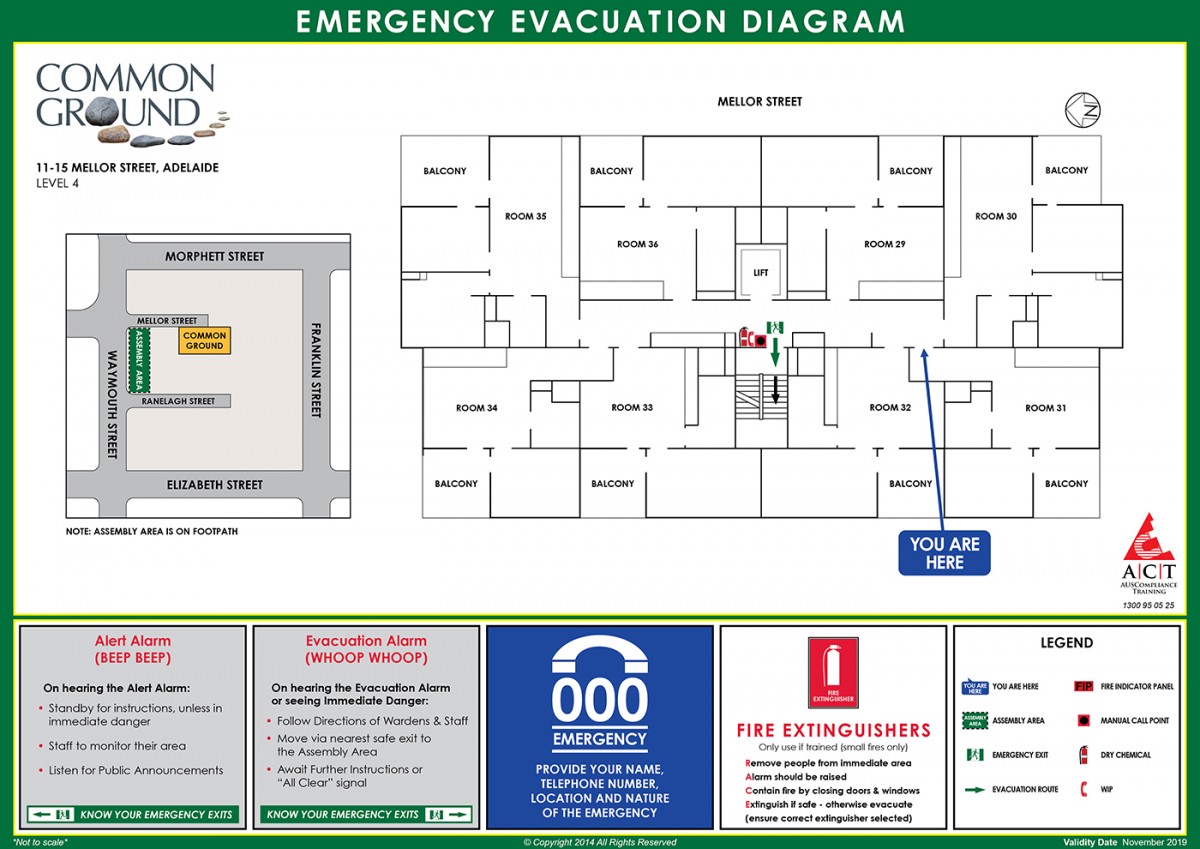 EMERGENCY EVACUATION DIAGRAM
COMMON
GROUND
11-15 MELLOR STREET, ADELAIDE
LEVEL 4
MORPHETT STREET
MELLOR STREET
COMMON
GROUND
ASSEMBLY AREA
WAYMOUTH STREET
FRANKLIN STREET
RANELAGH STREET
ELIZABETH STREET
NOTE: ASSEMBLY AREA IS ON FOOTPATH
MELLOR STREET
N
BALCONY
BALCONY
BALCONY
BALCONY
ROOM 35
ROOM 30
ROOM 36
ROOM 29
LIFT
ROOM 34
ROOM 33
ROOM 32
ROOM 31
BALCONY
BALCONY
BALCONY
BALCONY
YOU ARE
HERE
A|C|T
AUSCOMPLIANCE
TRAINING
1300 95 05 25
Alert Alarm
(BEEP BEEP)
On hearing the Alert Alarm:
• Standby for instructions, unless in
immediate danger
• Staff to monitor their area
• Listen for Public Announcements
KNOW YOUR EMERGENCY EXITS
Evacuation Alarm
(WHOOP WHOOP)
On hearing the Evacuation Alarm
or seeing Immediate Danger:
• Follow Directions of Wardens & Staff
• Move via nearest safe exit to
the Assembly Area
• Await Further Instructions or
“All Clear” signal
KNOW YOUR EMERGENCY EXITS
000
EMERGENCY
PROVIDE YOUR NAME,
TELEPHONE NUMBER,
LOCATION AND NATURE
OF THE EMERGENCY
FIRE
EXTINGUISHER
FIRE EXTINGUISHERS
Only use if trained (small fires only)
Remove people from immediate area
Alarm should be raised
Contain fire by closing doors & windows
Extinguish if safe - otherwise evacuate
(ensure correct extinguisher selected)
LEGEND
YOU ARE
HERE
YOU ARE HERE
FIP
FIRE INDICATOR PANEL
ASSEMBLY
AREA
ASSEMBLY AREA
MANUAL CALL POINT
EMERGENCY EXIT
DRY CHEMICAL
EVACUATION ROUTE
WIP
*Not to scale*
© Copyright 2014 All Rights Reserved
Validity Date November 2019